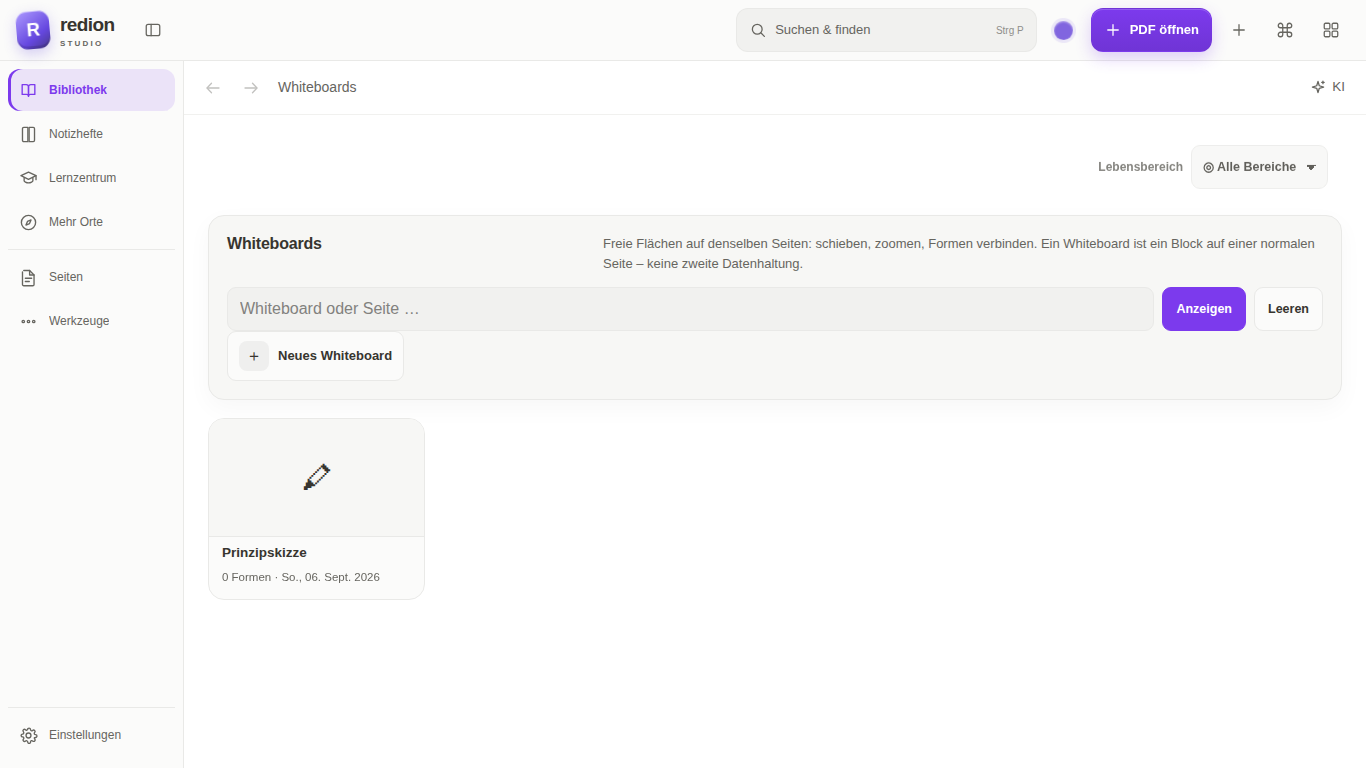 R
redion
STUDIO
Suchen & finden
Strg P
PDF öffnen
Bibliothek
Notizhefte
Lernzentrum
Mehr Orte
Seiten
Werkzeuge
Einstellungen
Whiteboards
KI
Lebensbereich
◎ Alle Bereiche
Whiteboards
Freie Flächen auf denselben Seiten: schieben, zoomen, Formen verbinden. Ein Whiteboard ist ein Block auf einer normalen
Seite – keine zweite Datenhaltung.
Whiteboard oder Seite …
Anzeigen
Leeren
+ Neues Whiteboard
Prinzipskizze
0 Formen · So., 06. Sept. 2026